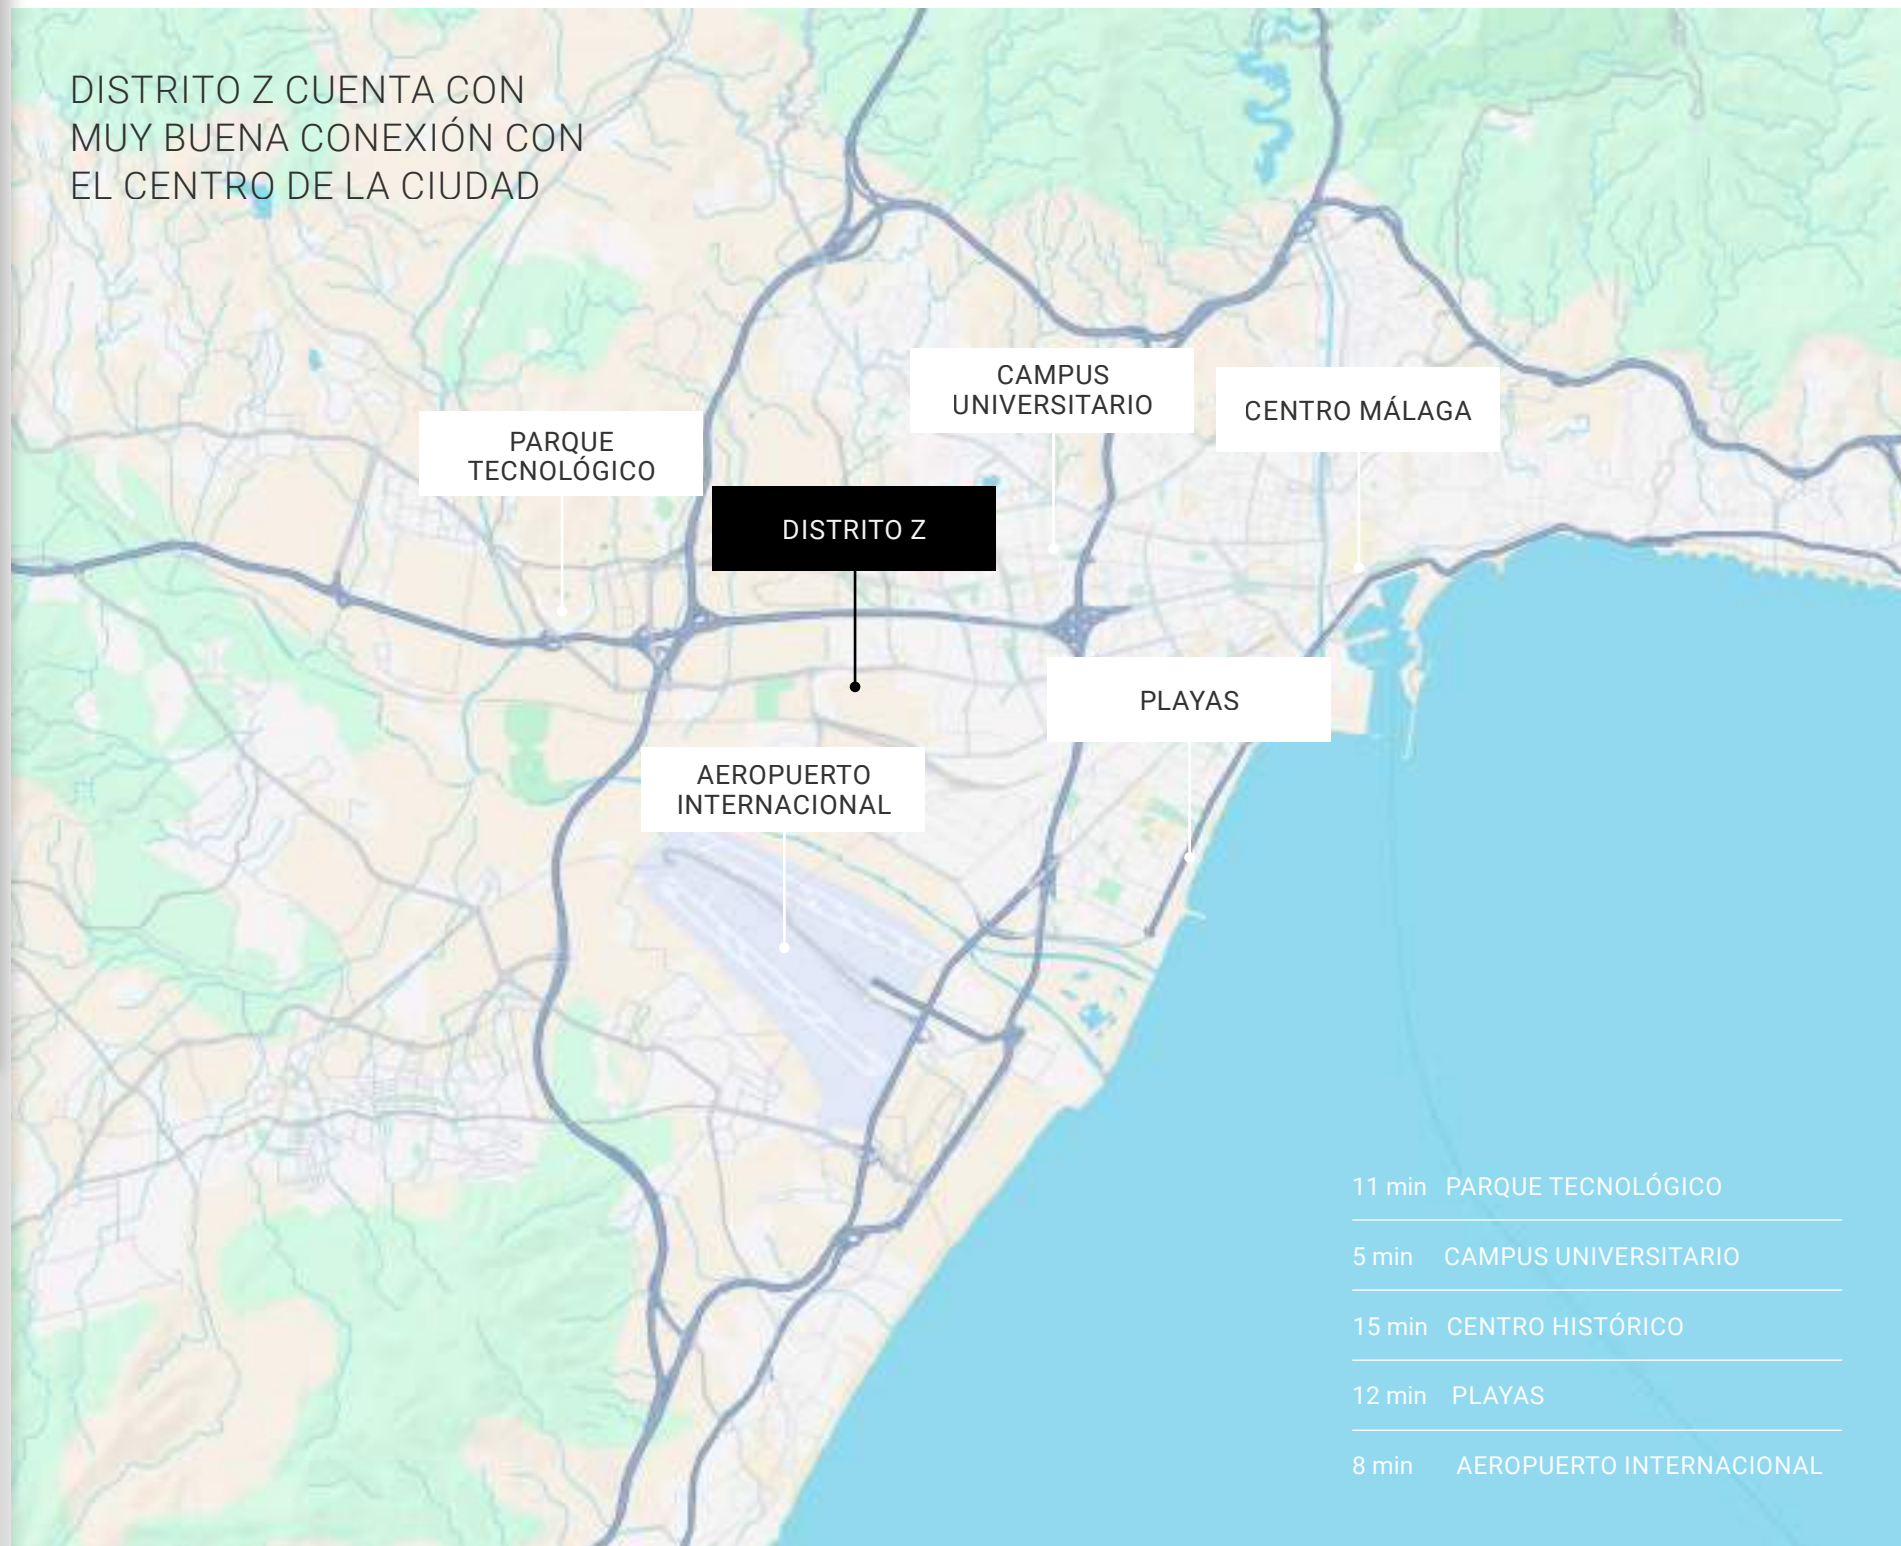 DISTRITO Z CUENTA CON
MUY BUENA CONEXIÓN CON
EL CENTRO DE LA CIUDAD
CAMPUS
UNIVERSITARIO
CENTRO MÁLAGA
PARQUE
TECNOLÓGICO
DISTRITO Z
PLAYAS
AEROPUERTO
INTERNACIONAL
11 min PARQUE TECNOLÓGICO
5 min CAMPUS UNIVERSITARIO
15 min CENTRO HISTÓRICO
12 min PLAYAS
8 min AEROPUERTO INTERNACIONAL